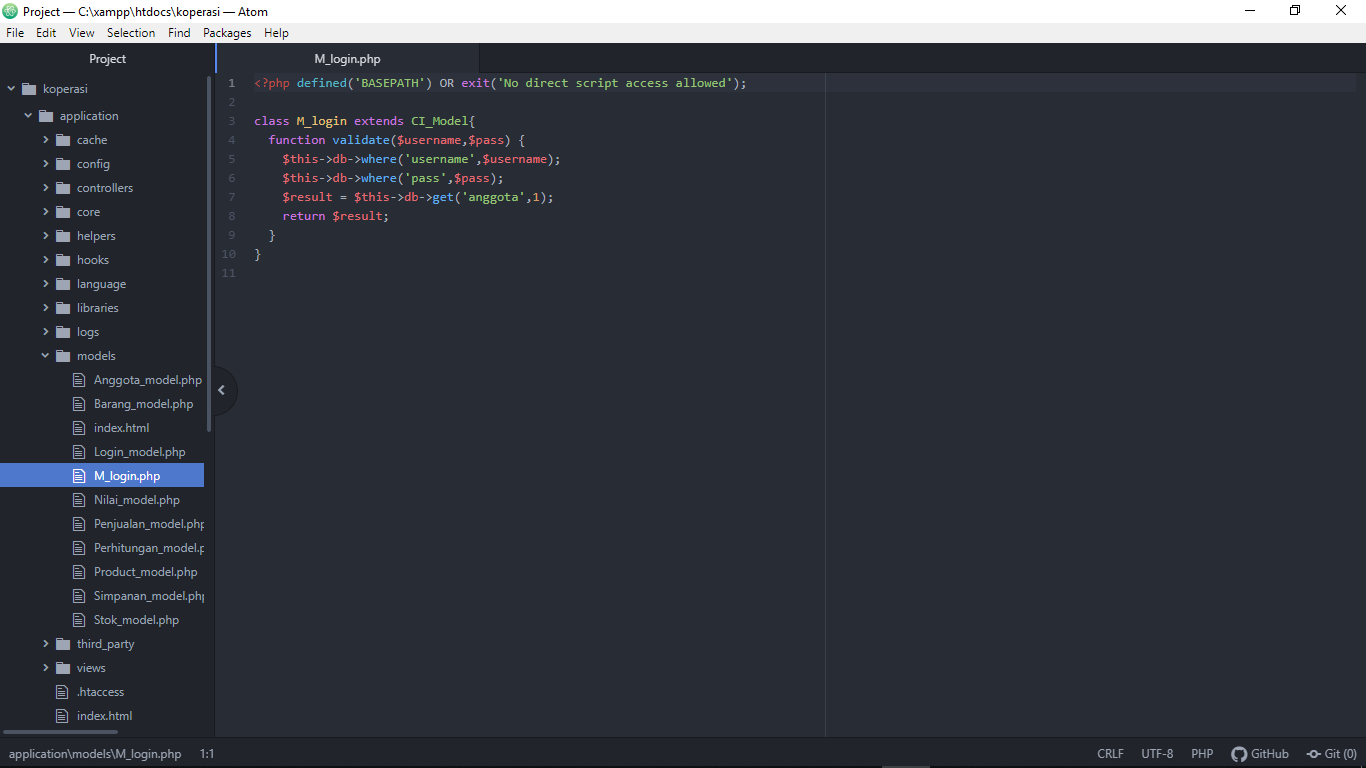 Project — C:\xampp\htdocs\koperasi — Atom
File Edit View Selection Find Packages Help
Project
koperasi
application
cache
config
controllers
core
helpers
hooks
language
libraries
logs
models
Anggota_model.php
Barang_model.php
index.html
Login_model.php
M_login.php
Nilai_model.php
Penjualan_model.php
Perhitungan_model.p
Product_model.php
Simpanan_model.php
Stok_model.php
third_party
views
.htaccess
index.html
M_login.php
1 <?php defined('BASEPATH') OR exit('No direct script access allowed');
2
3 class M_login extends CI_Model{
4 function validate($username,$pass) {
5 $this->db->where('username',$username);
6 $this->db->where('pass',$pass);
7 $result = $this->db->get('anggota',1);
8 return $result;
9 }
10 }
11
application\models\M_login.php 1:1 CRLF UTF-8 PHP GitHub Git (0)